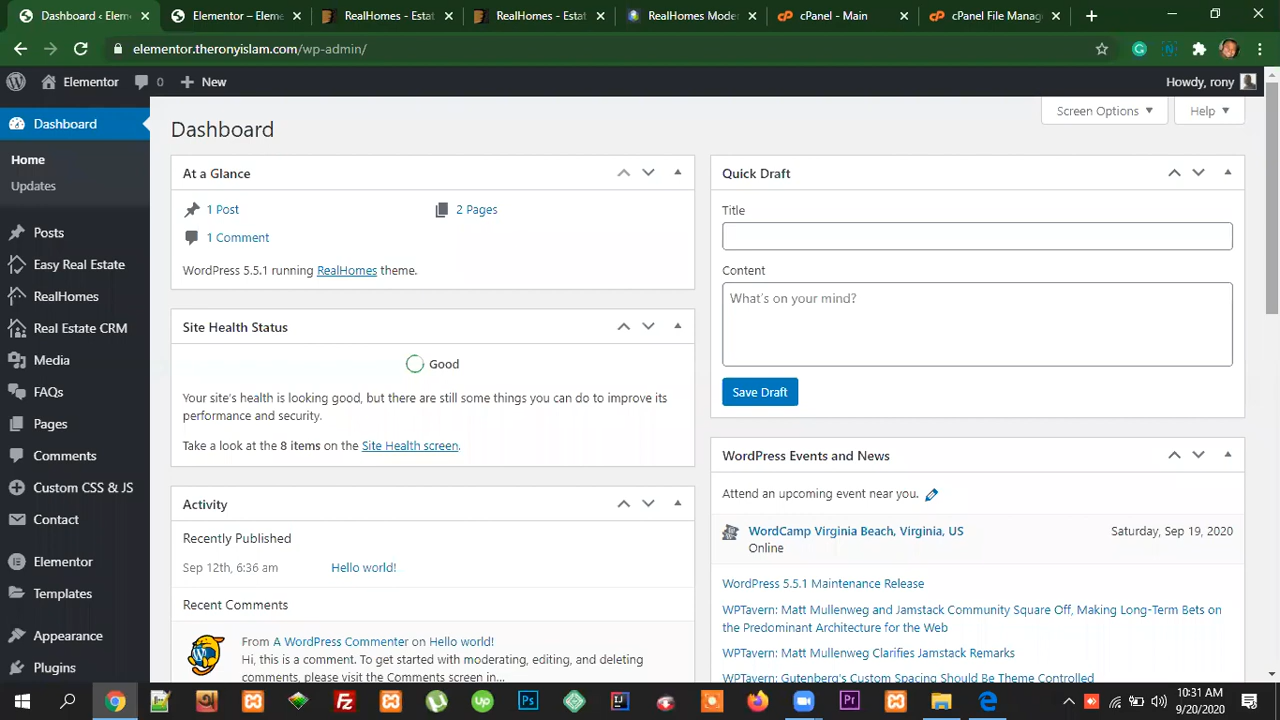 Dashboard ‹ Elem
Elementor – Eleme
RealHomes - Estat
RealHomes - Estat
RealHomes Moder
cPanel - Main
cPanel File Manag
elementor.theronyislam.com/wp-admin/
Elementor
0
New
Howdy, rony
Dashboard
Home
Updates
Posts
Easy Real Estate
RealHomes
Real Estate CRM
Media
FAQs
Pages
Comments
Custom CSS & JS
Contact
Elementor
Templates
Appearance
Plugins
Screen Options
Help
Dashboard
At a Glance
1 Post
2 Pages
1 Comment
WordPress 5.5.1 running RealHomes theme.
Site Health Status
Good
Your site's health is looking good, but there are still some things you can do to improve its
performance and security.
Take a look at the 8 items on the Site Health screen.
Activity
Recently Published
Sep 12th, 6:36 am
Hello world!
Recent Comments
From A WordPress Commenter on Hello world!
Hi, this is a comment. To get started with moderating, editing, and deleting
comments, please visit the Comments screen in...
Quick Draft
Title
Content
What's on your mind?
Save Draft
WordPress Events and News
Attend an upcoming event near you.
WordCamp Virginia Beach, Virginia, US
Saturday, Sep 19, 2020
Online
WordPress 5.5.1 Maintenance Release
WPTavern: Matt Mullenweg and Jamstack Community Square Off, Making Long-Term Bets on
the Predominant Architecture for the Web
WPTavern: Matt Mullenweg Clarifies Jamstack Remarks
WPTavern: Gutenberg's Custom Spacing Should Be Theme Controlled
10:31 AM
9/20/2020